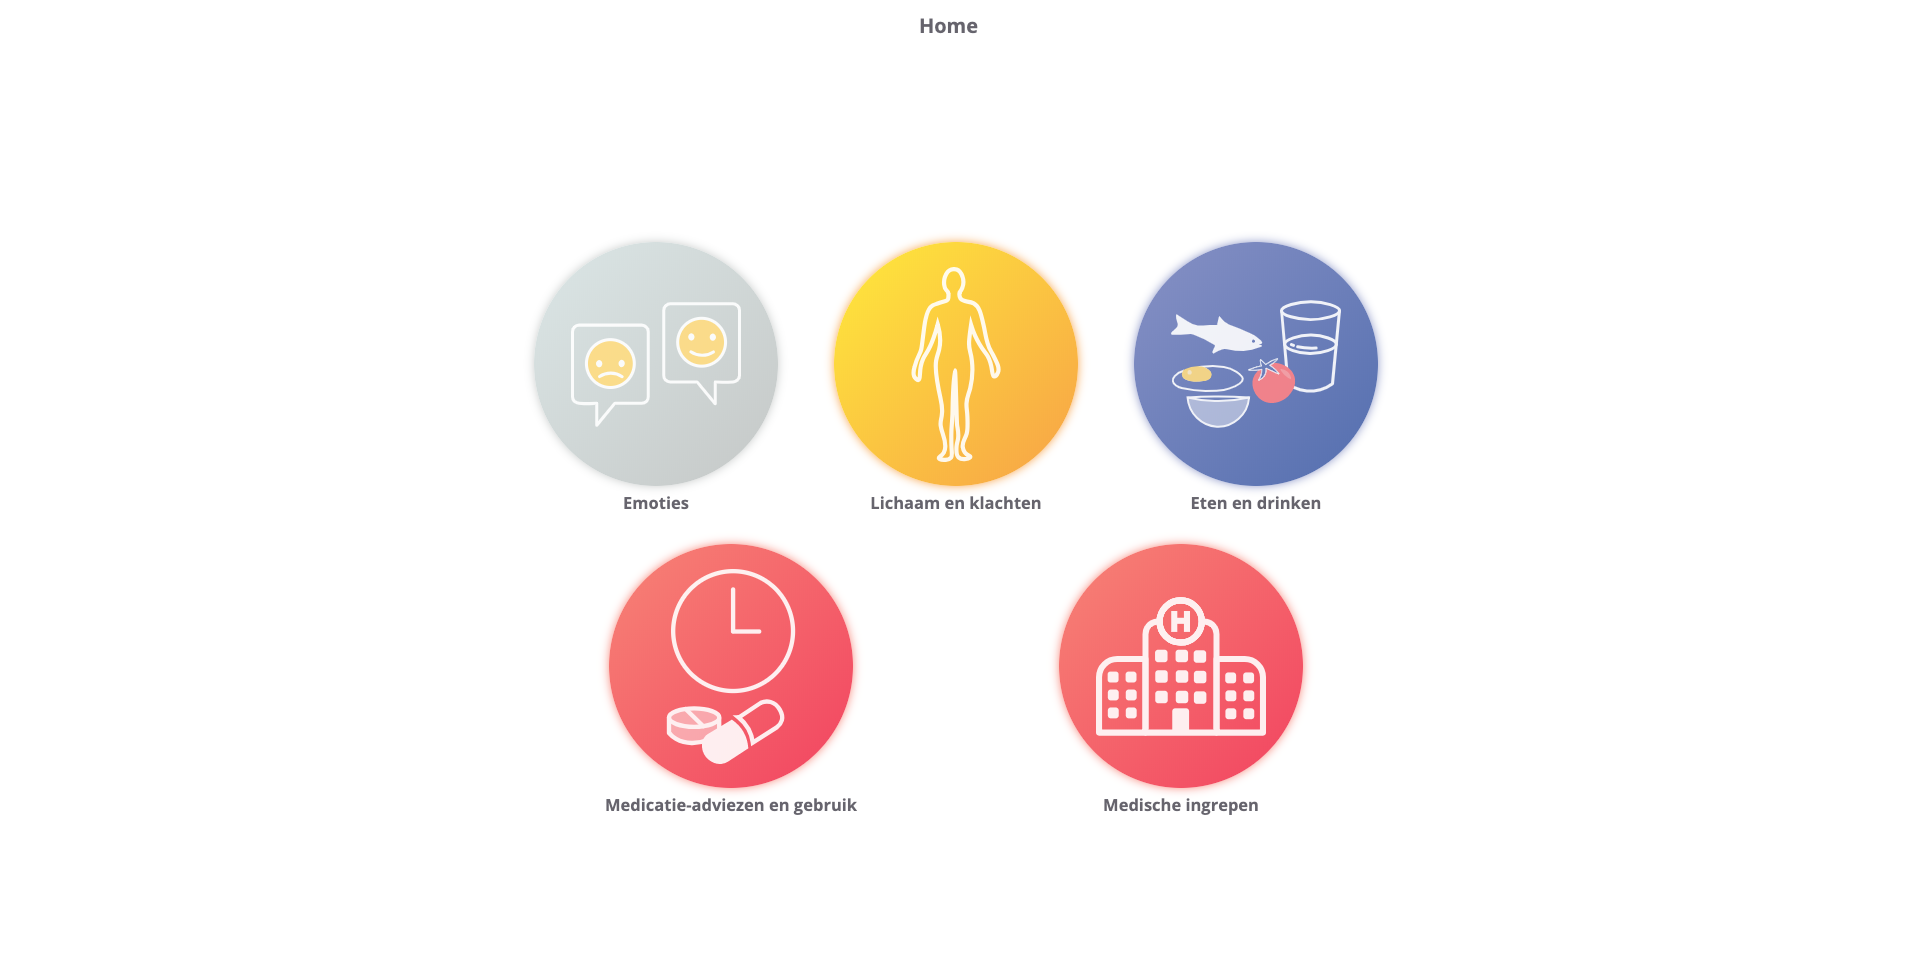 Home
Emoties
Lichaam en klachten
Eten en drinken
H
Medicatie-adviezen en gebruik
Medische ingrepen